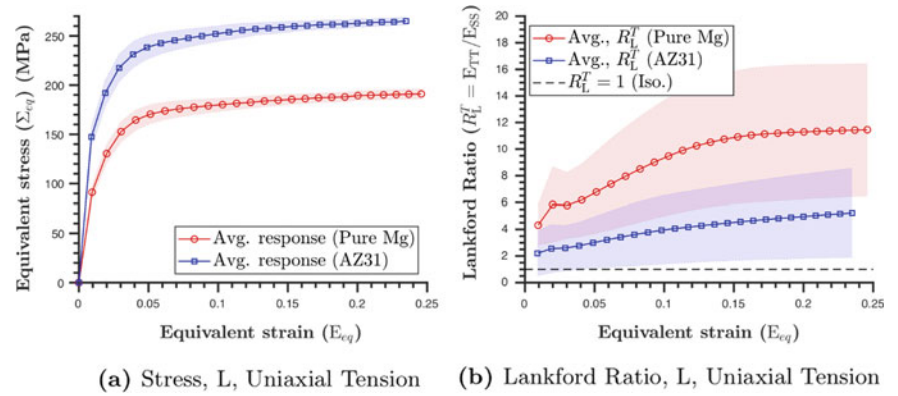 Equivalent stress (Σeq) (MPa)
250
200
150
100
50
0
Avg. response (Pure Mg)
Avg. response (AZ31)
0
0.05
0.1
0.15
0.2
0.25
Equivalent strain (Eeq)
(a) Stress, L, Uniaxial Tension
Lankford Ratio (R_L^T = E_TT/E_SS)
20
18
16
14
12
10
8
6
4
2
0
Avg., R_L^T (Pure Mg)
Avg., R_L^T (AZ31)
R_L^T = 1 (Iso.)
0
0.05
0.1
0.15
0.2
0.25
Equivalent strain (Eeq)
(b) Lankford Ratio, L, Uniaxial Tension